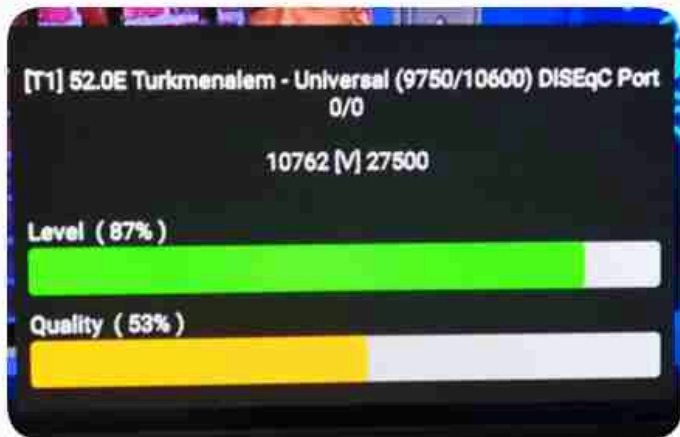 [T1] 52.0E Turkmenalem - Universal (9750/10600) DiSEqC Port
0/0
10762 [V] 27500
Level ( 87% )
Quality ( 53% )